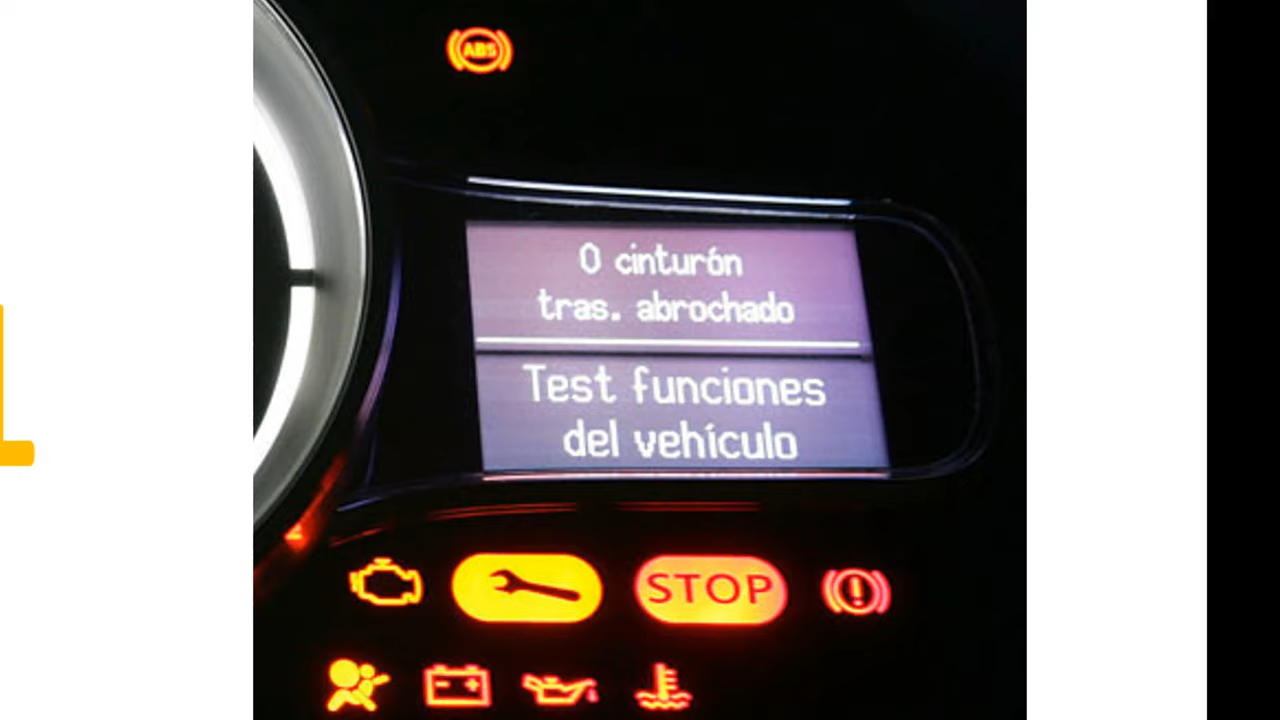 ABS
0 cinturón
tras. abrochado
Test funciones
del vehículo
STOP